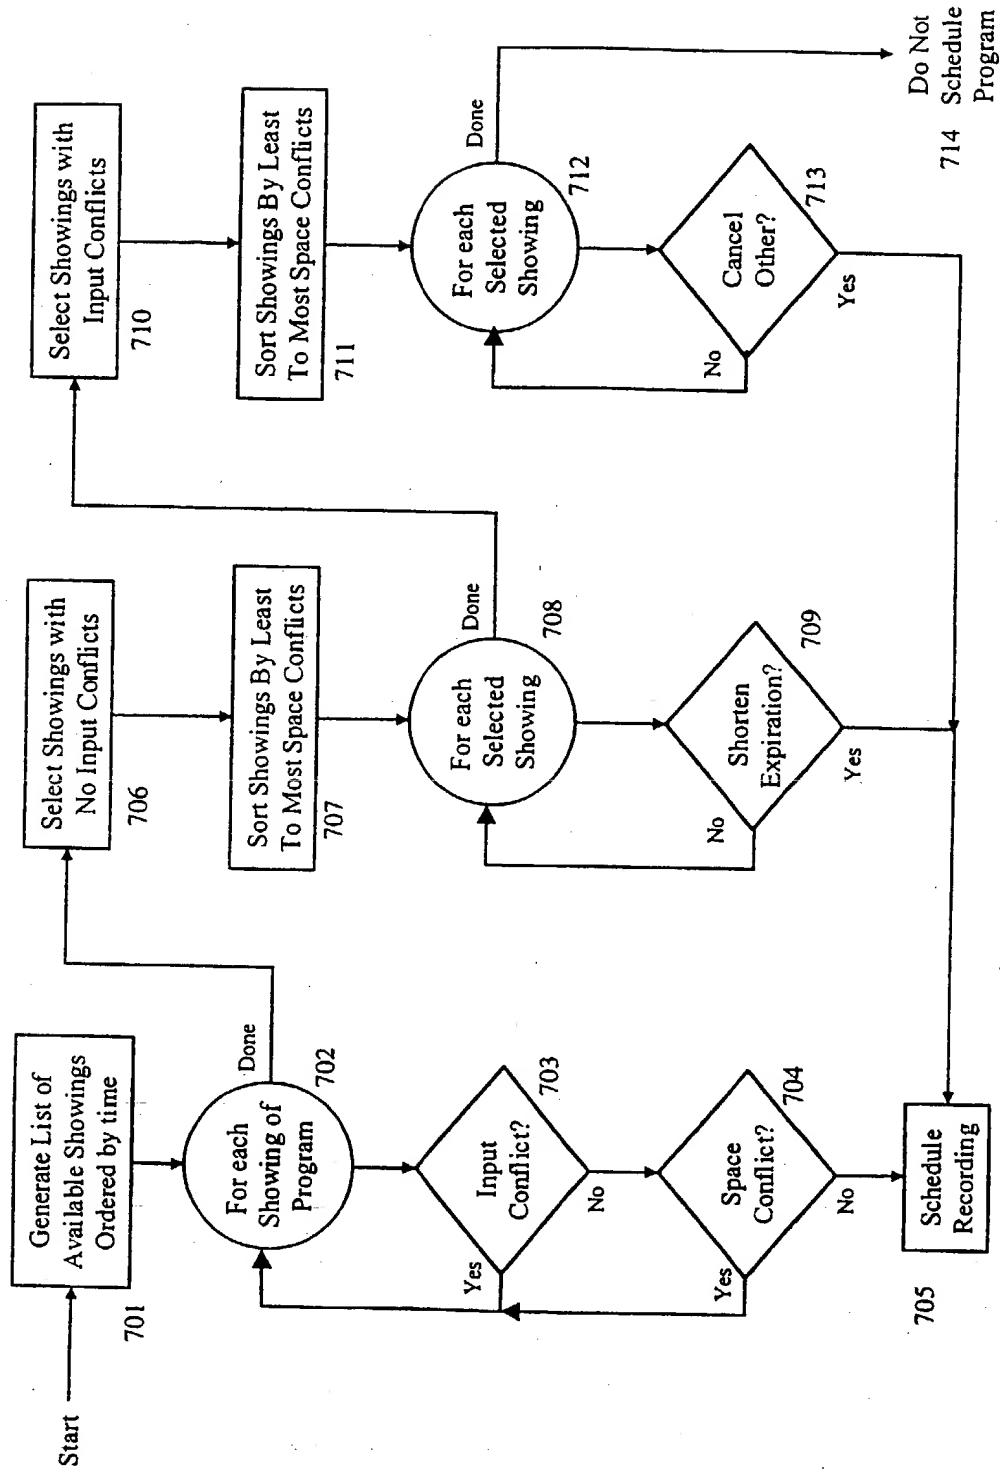 Start
Generate List of
Available Showings
Ordered by time
701
For each
Showing of
Program
702
Done
Input
Conflict?
703
Yes
No
Space
Conflict?
704
Yes
No
Schedule
Recording
705
Select Showings with
No Input Conflicts
706
Sort Showings By Least
To Most Space Conflicts
707
For each
Selected
Showing
708
Done
Shorten
Expiration?
709
No
Yes
Select Showings with
Input Conflicts
710
Sort Showings By Least
To Most Space Conflicts
711
For each
Selected
Showing
712
Done
Cancel
Other?
713
No
Yes
714
Do Not
Schedule
Program